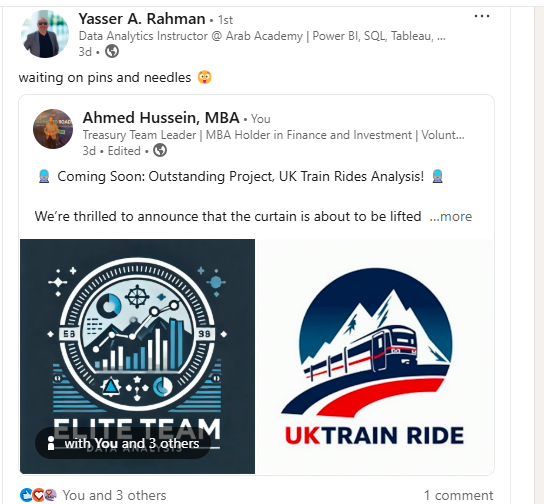 Yasser A. Rahman • 1st
Data Analytics Instructor @ Arab Academy | Power BI, SQL, Tableau, ...
3d •
waiting on pins and needles 😳
Ahmed Hussein, MBA • You
Treasury Team Leader | MBA Holder in Finance and Investment | Volunt...
3d • Edited •
🚆 Coming Soon: Outstanding Project, UK Train Rides Analysis! 🚆
We're thrilled to announce that the curtain is about to be lifted ...more
ELITE TEAM
DATA ANALYSIS
with You and 3 others
UKTRAIN RIDE
You and 3 others
1 comment